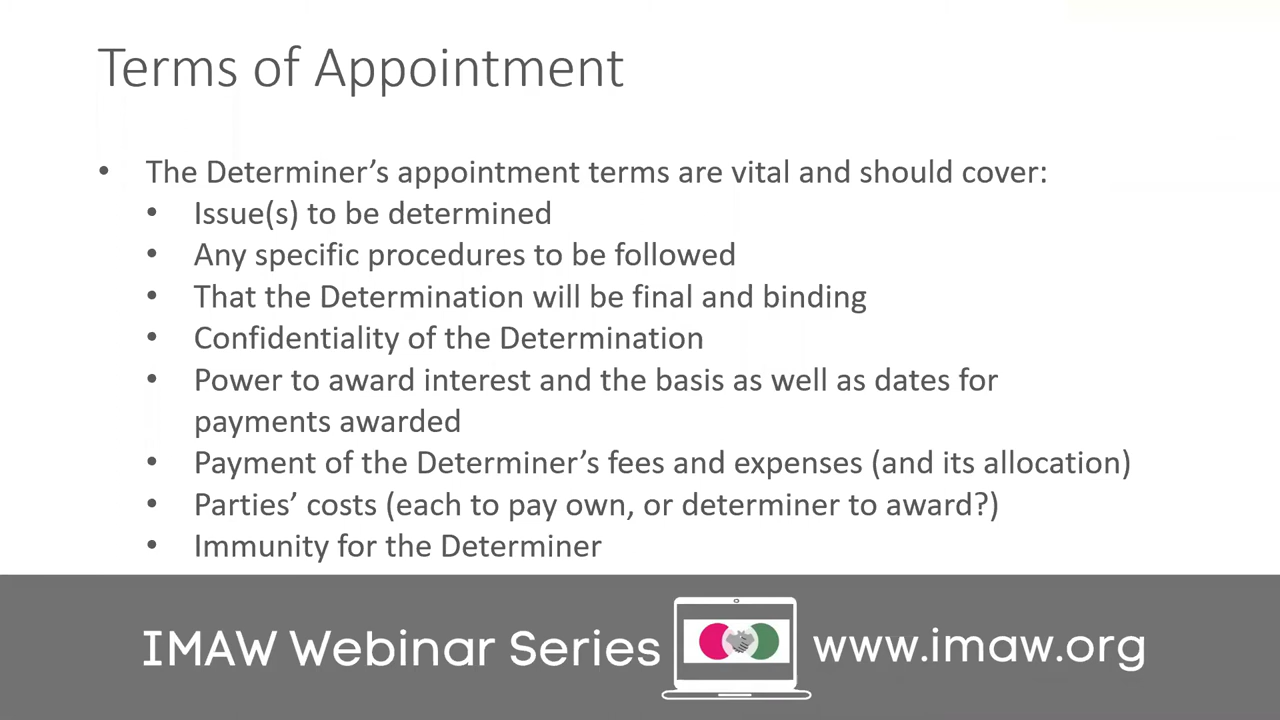 Terms of Appointment
• The Determiner’s appointment terms are vital and should cover:
• Issue(s) to be determined
• Any specific procedures to be followed
• That the Determination will be final and binding
• Confidentiality of the Determination
• Power to award interest and the basis as well as dates for
payments awarded
• Payment of the Determiner’s fees and expenses (and its allocation)
• Parties’ costs (each to pay own, or determiner to award?)
• Immunity for the Determiner
IMAW Webinar Series
www.imaw.org